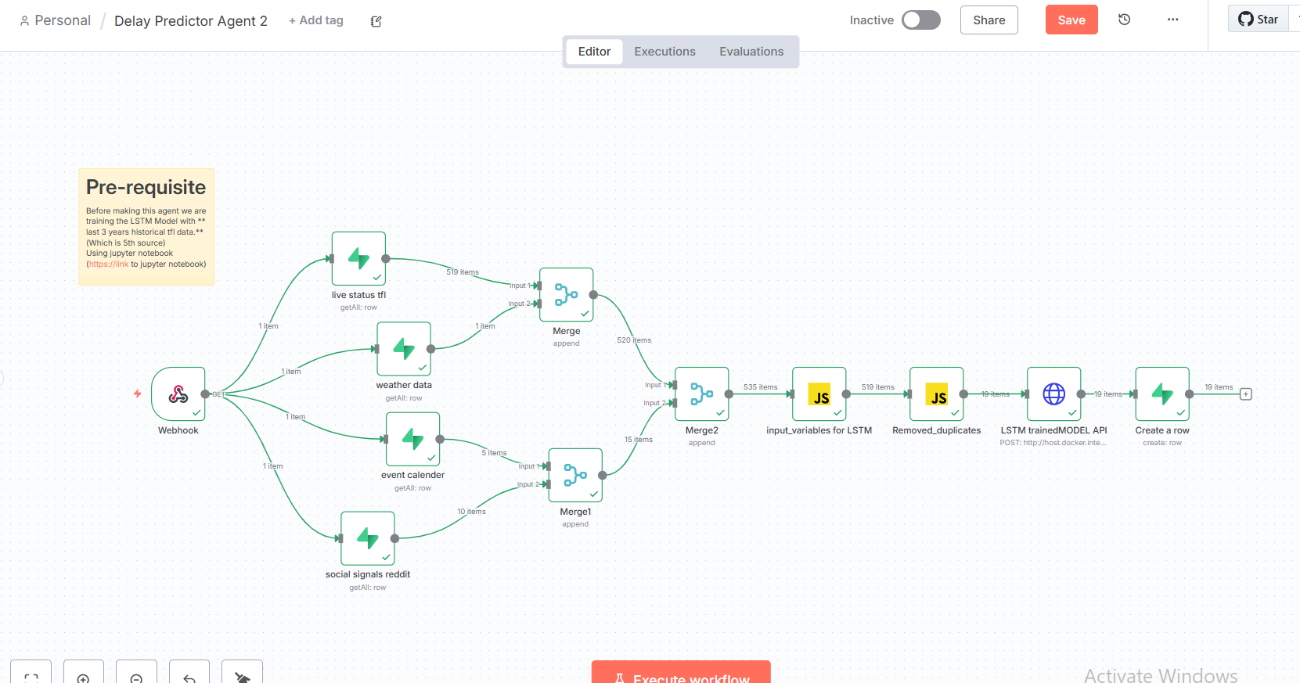 Personal / Delay Predictor Agent 2 + Add tag
Inactive
Share
Save
...
Star
Editor
Executions
Evaluations
Pre-requisite
Before making this agent we are
training the LSTM Model with **
last 3 years historical tfl data.**
(Which is 5th source)
Using jupyter notebook
(https://link to jupyter notebook)
519 items
Input 1
Input 2
live status tfl
getAll: row
1 item
1 item
Merge
append
520 items
1 item
weather data
getAll: row
GET
Webhook
1 item
Input 1
Input 2
Merge2
append
535 items
JS
input_variables for LSTM
519 items
JS
Removed_duplicates
19 items
LSTM trainedMODEL API
POST: http://host.docker.inte...
19 items
Create a row
create: row
19 items
+
5 items
Input 1
Input 2
event calender
getAll: row
15 items
1 item
10 items
Merge1
append
social signals reddit
getAll: row
Execute workflow
Activate Windows